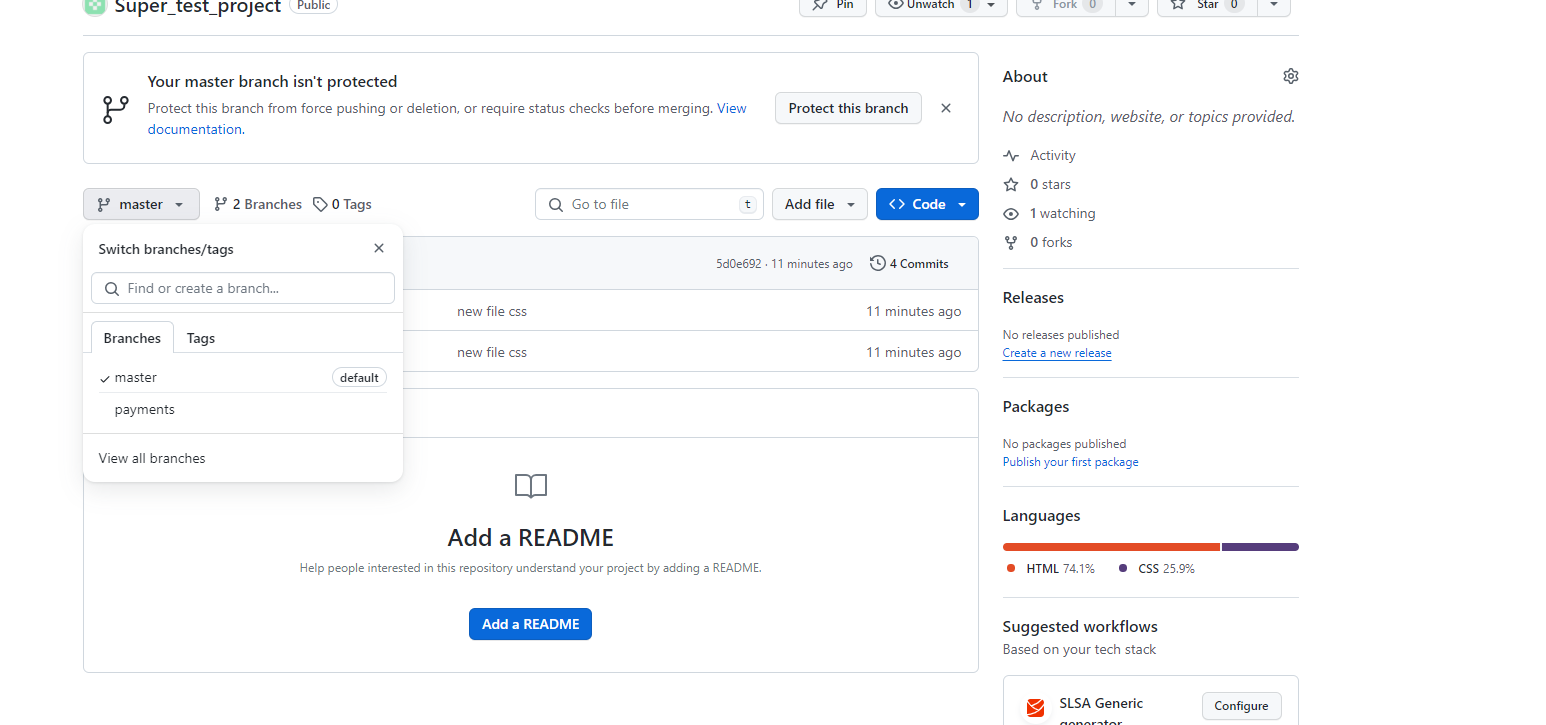 Super_test_project Public
Pin
Unwatch 1
Fork 0
Star 0
Your master branch isn't protected
Protect this branch from force pushing or deletion, or require status checks before merging. View
documentation.
Protect this branch
master
2 Branches
0 Tags
Go to file
t
Add file
Code
Switch branches/tags
Find or create a branch...
Branches
Tags
master
default
payments
View all branches
5d0e692 · 11 minutes ago
4 Commits
new file css
11 minutes ago
new file css
11 minutes ago
Add a README
Help people interested in this repository understand your project by adding a README.
Add a README
About
No description, website, or topics provided.
Activity
0 stars
1 watching
0 forks
Releases
No releases published
Create a new release
Packages
No packages published
Publish your first package
Languages
HTML 74.1%
CSS 25.9%
Suggested workflows
Based on your tech stack
SLSA Generic
generator
Configure